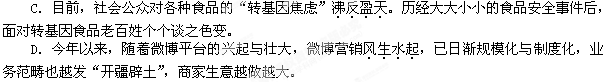 C．目前，社会公众对各种食品的“转基因焦虑”沸反盈天。历经大大小小的食品安全事件后，
面对转基因食品老百姓个个谈之色变。
D．今年以来，随着微博平台的兴起与壮大，微博营销风生水起，已日渐规模化与制度化，业
务范畴也越发“开疆辟土”，商家生意越做越大。